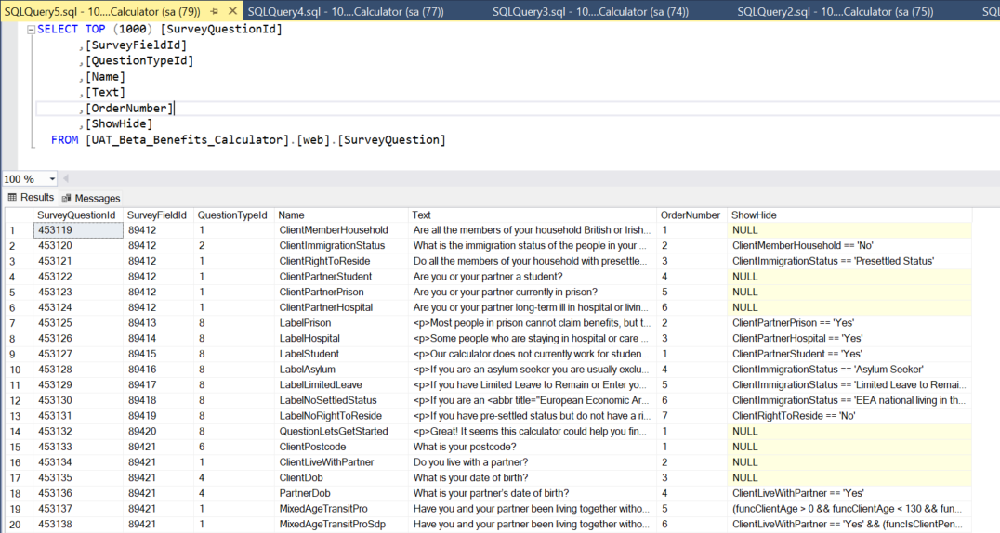 SQLQuery5.sql - 10....Calculator (sa (79)) SQLQuery4.sql - 10....Calculator (sa (77)) SQLQuery3.sql - 10....Calculator (sa (74)) SQLQuery2.sql - 10....Calculator (sa (75)) SQL
SELECT TOP (1000) [SurveyQuestionId]
,[SurveyFieldId]
,[QuestionTypeId]
,[Name]
,[Text]
,[OrderNumber]
,[ShowHide]
FROM [UAT_Beta_Benefits_Calculator].[web].[SurveyQuestion]
100 %
Results Messages
SurveyQuestionId SurveyFieldId QuestionTypeId Name Text OrderNumber ShowHide
1 453119 89412 1 ClientMemberHousehold Are all the members of your household British or Irish... 1 NULL
2 453120 89412 2 ClientImmigrationStatus What is the immigration status of the people in your ... 2 ClientMemberHousehold == 'No'
3 453121 89412 1 ClientRightToReside Do all the members of your household with presettle... 3 ClientImmigrationStatus == 'Presettled Status'
4 453122 89412 1 ClientPartnerStudent Are you or your partner a student? 4 NULL
5 453123 89412 1 ClientPartnerPrison Are you or your partner currently in prison? 5 NULL
6 453124 89412 1 ClientPartnerHospital Are you or your partner long-term ill in hospital or livin... 6 NULL
7 453125 89413 8 LabelPrison <p>Most people in prison cannot claim benefits, but t... 2 ClientPartnerPrison == 'Yes'
8 453126 89414 8 LabelHospital <p>Some people who are staying in hospital or care ... 3 ClientPartnerHospital == 'Yes'
9 453127 89415 8 LabelStudent <p>Our calculator does not currently work for studen... 1 ClientPartnerStudent == 'Yes'
10 453128 89416 8 LabelAsylum <p>If you are an asylum seeker you are usually exclu... 4 ClientImmigrationStatus == 'Asylum Seeker'
11 453129 89417 8 LabelLimitedLeave <p>If you have Limited Leave to Remain or Enter yo... 5 ClientImmigrationStatus == 'Limited Leave to Remai...
12 453130 89418 8 LabelNoSettledStatus <p>If you are an <abbr title="European Economic Ar... 6 ClientImmigrationStatus == 'EEA national living in th...
13 453131 89419 8 LabelNoRightToReside <p>If you have pre-settled status but do not have a ri... 7 ClientRightToReside == 'No'
14 453132 89420 8 QuestionLetsGetStarted <p>Great! It seems this calculator could help you fin... 1 NULL
15 453133 89421 6 ClientPostcode What is your postcode? 1 NULL
16 453134 89421 1 ClientLiveWithPartner Do you live with a partner? 2 NULL
17 453135 89421 4 ClientDob What is your date of birth? 3 NULL
18 453136 89421 4 PartnerDob What is your partner's date of birth? 4 ClientLiveWithPartner == 'Yes'
19 453137 89421 1 MixedAgeTransitPro Have you and your partner been living together witho... 5 (funcClientAge > 0 && funcClientAge < 130 && fun...
20 453138 89421 1 MixedAgeTransitProSdp Have you and your partner been living together witho... 6 ClientLiveWithPartner == 'Yes' && (funcIsClientPen...